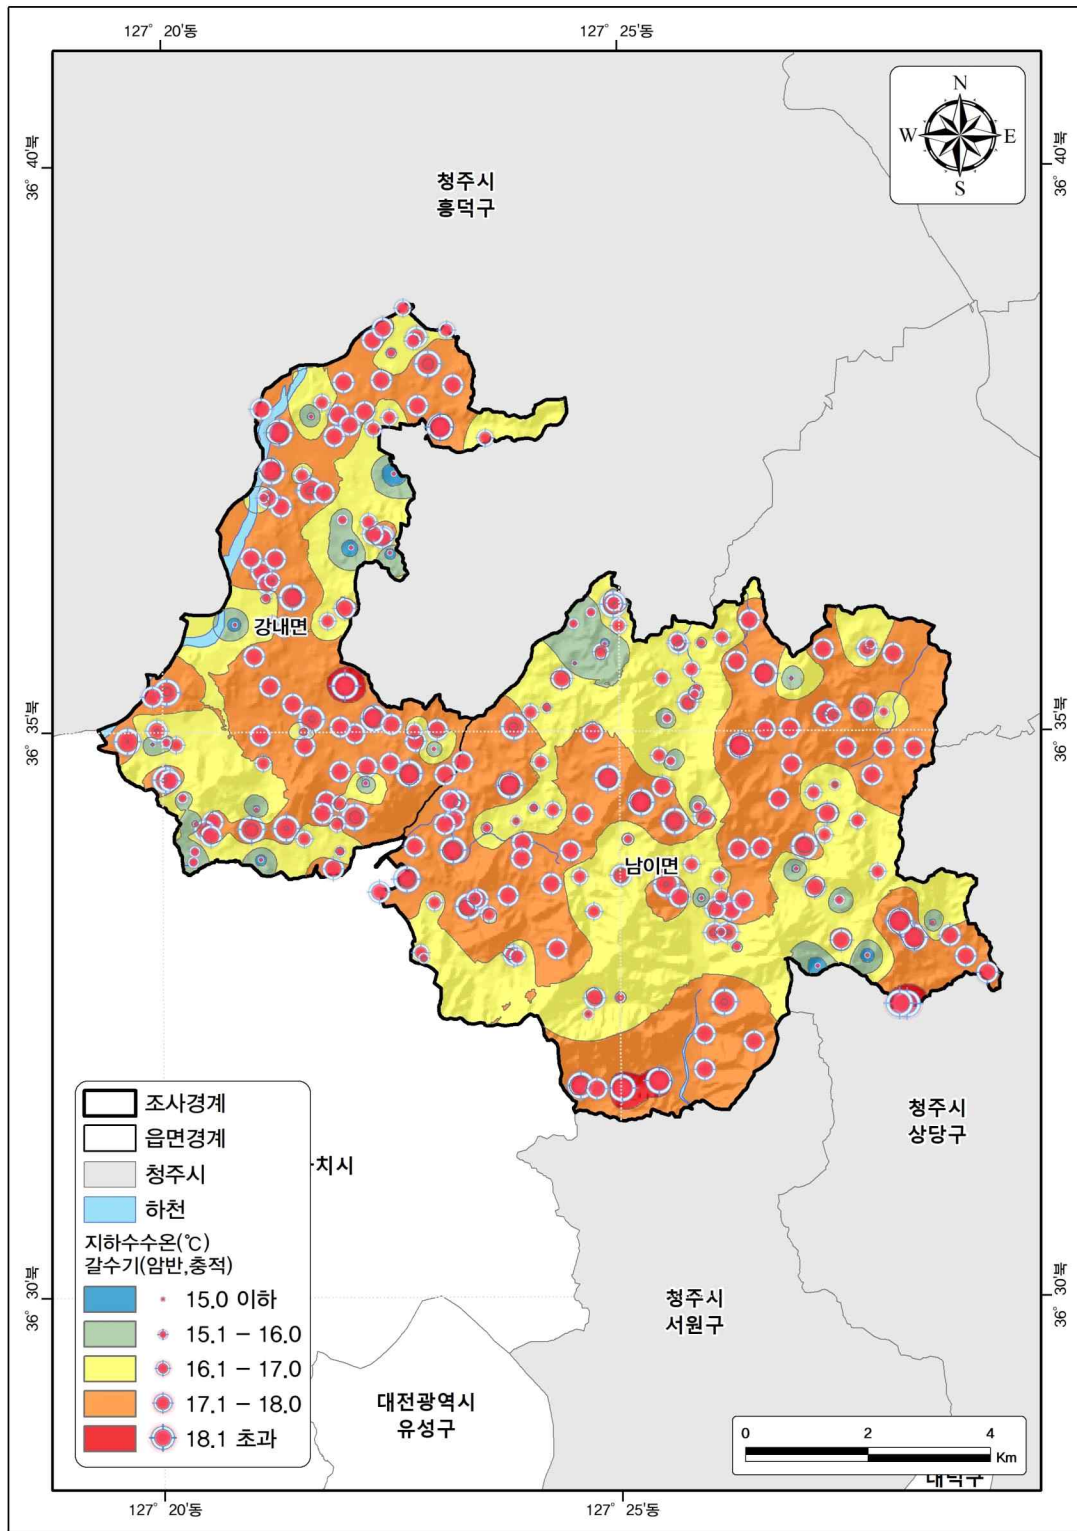 127° 20'동
127° 25'동
36° 40'북
36° 40'북
N
W
E
S
청주시
흥덕구
강내면
36° 35'북
36° 35'북
남이면
조사경계
읍면경계
청주시
하천
지하수수온(℃)
갈수기(암반,충적)
15.0 이하
15.1 – 16.0
16.1 – 17.0
17.1 – 18.0
18.1 초과
치시
청주시
상당구
36° 30'북
36° 30'북
청주시
서원구
대전광역시
유성구
0
2
4
Km
대덕구
127° 20'동
127° 25'동